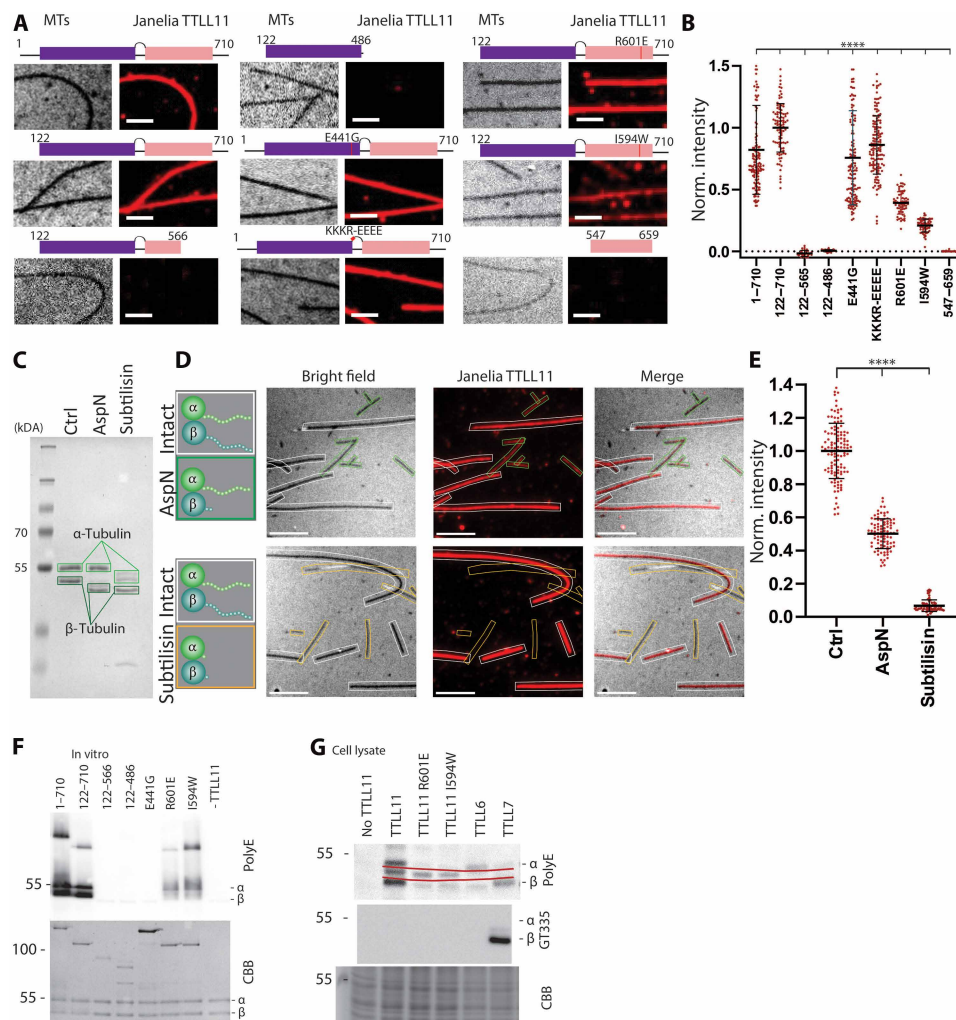 A
MTs Janelia TTLL11
1 710
122 710
122 566
MTs Janelia TTLL11
122 486
E441G
KKKR-EEEE
1 710
MTs Janelia TTLL11
R601E
122 710
I594W
122 710
547 659
B
****
Norm. intensity
1.5
1.0
0.5
0.0
1–710
122–710
122–565
122–486
E441G
KKKR-EEEE
R601E
I594W
547–659
C
Ctrl
AspN
Subtilisin
(kDA)
70
55
α-Tubulin
β-Tubulin
D
Bright field Janelia TTLL11 Merge
Intact
α
β
AspN
α
β
Intact
α
β
Subtilisin
α
β
E
****
Norm. intensity
1.4
1.2
1.0
0.8
0.6
0.4
0.2
0.0
Ctrl
AspN
Subtilisin
F
In vitro
1–710
122–710
122–566
122–486
E441G
R601E
I594W
- TTLL11
55 -
- α
- β
PolyE
100 -
55 -
- α
- β
CBB
G Cell lysate
No TTLL11
TTLL11
TTLL11 R601E
TTLL11 I594W
TTLL6
TTLL7
55 -
- α
- β
PolyE
55 -
- α
- β
GT335
55 -
CBB